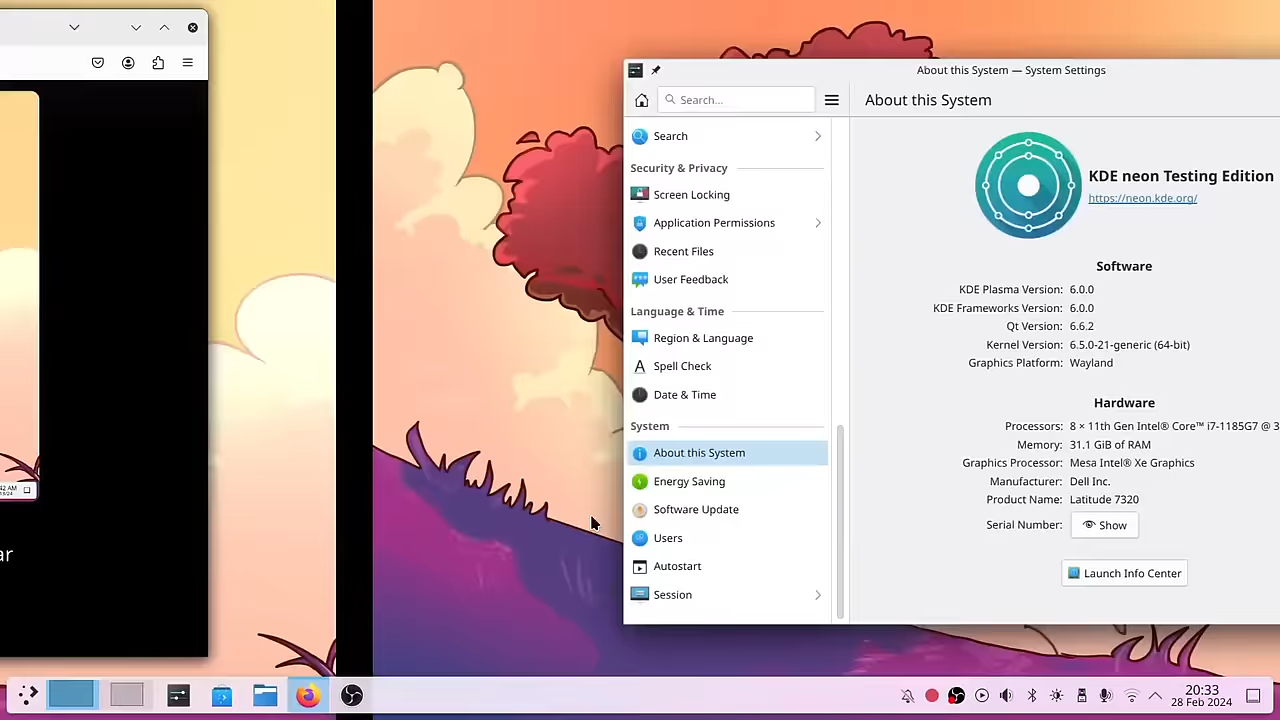 About this System — System Settings
Search...
About this System
Search
Security & Privacy
Screen Locking
Application Permissions
Recent Files
User Feedback
Language & Time
Region & Language
Spell Check
Date & Time
System
About this System
Energy Saving
Software Update
Users
Autostart
Session
KDE neon Testing Edition
https://neon.kde.org/
Software
KDE Plasma Version: 6.0.0
KDE Frameworks Version: 6.0.0
Qt Version: 6.6.2
Kernel Version: 6.5.0-21-generic (64-bit)
Graphics Platform: Wayland
Hardware
Processors: 8 × 11th Gen Intel® Core™ i7-1185G7 @ 3
Memory: 31.1 GiB of RAM
Graphics Processor: Mesa Intel® Xe Graphics
Manufacturer: Dell Inc.
Product Name: Latitude 7320
Serial Number: Show
Launch Info Center
ar
20:33
28 Feb 2024